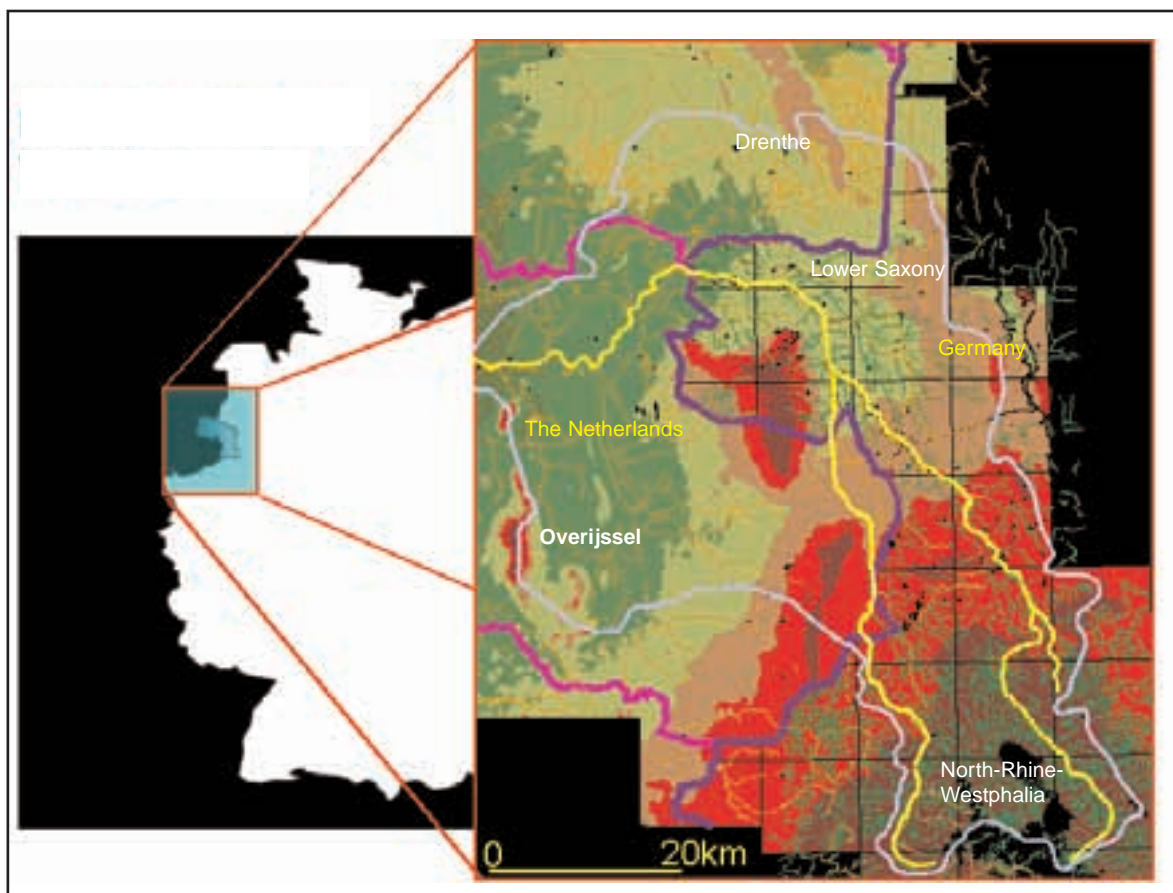 Drenthe
Lower Saxony
Germany
The Netherlands
Overijssel
North-Rhine-
Westphalia
0 20km